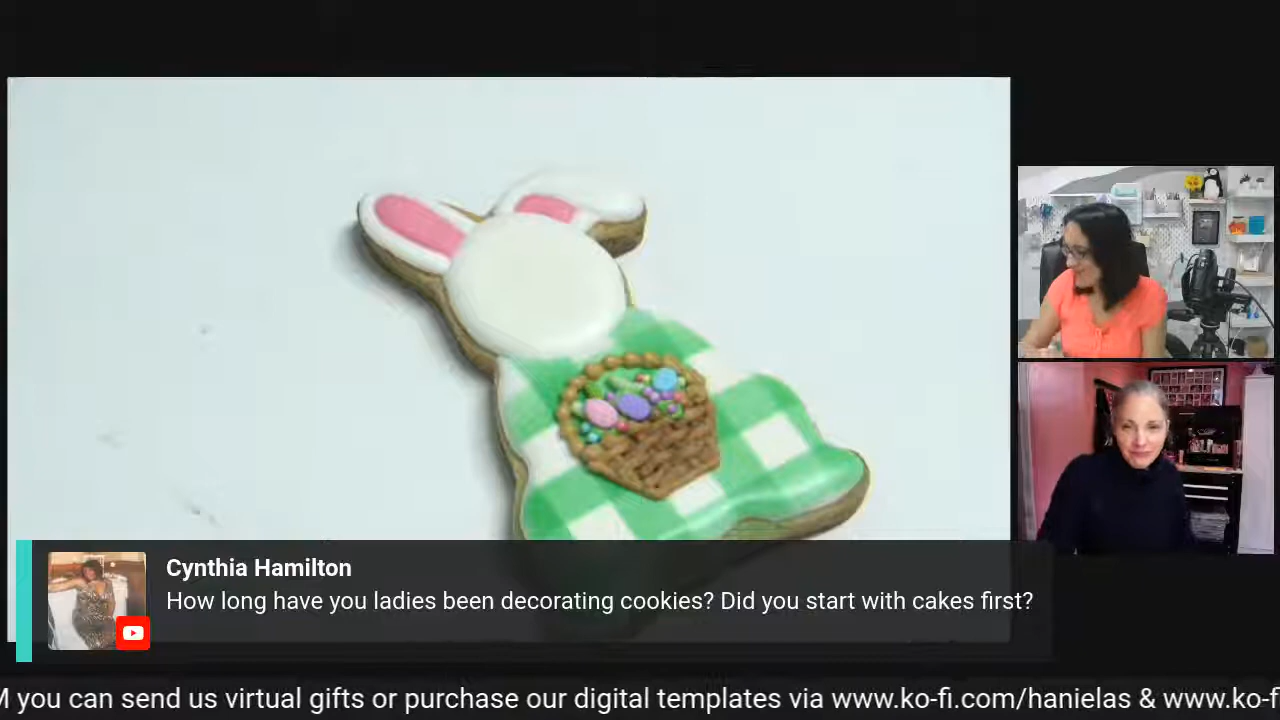 Cynthia Hamilton
How long have you ladies been decorating cookies? Did you start with cakes first?
M you can send us virtual gifts or purchase our digital templates via www.ko-fi.com/hanielas & www.ko-f